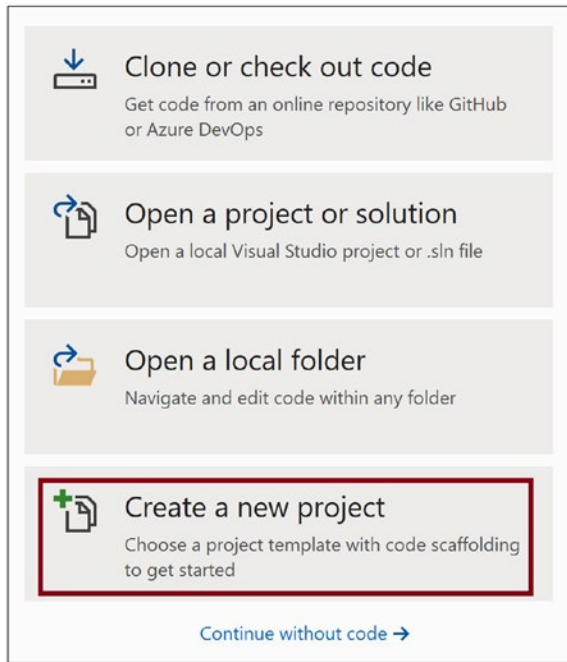 Clone or check out code
Get code from an online repository like GitHub
or Azure DevOps
Open a project or solution
Open a local Visual Studio project or .sln file
Open a local folder
Navigate and edit code within any folder
Create a new project
Choose a project template with code scaffolding
to get started
Continue without code →